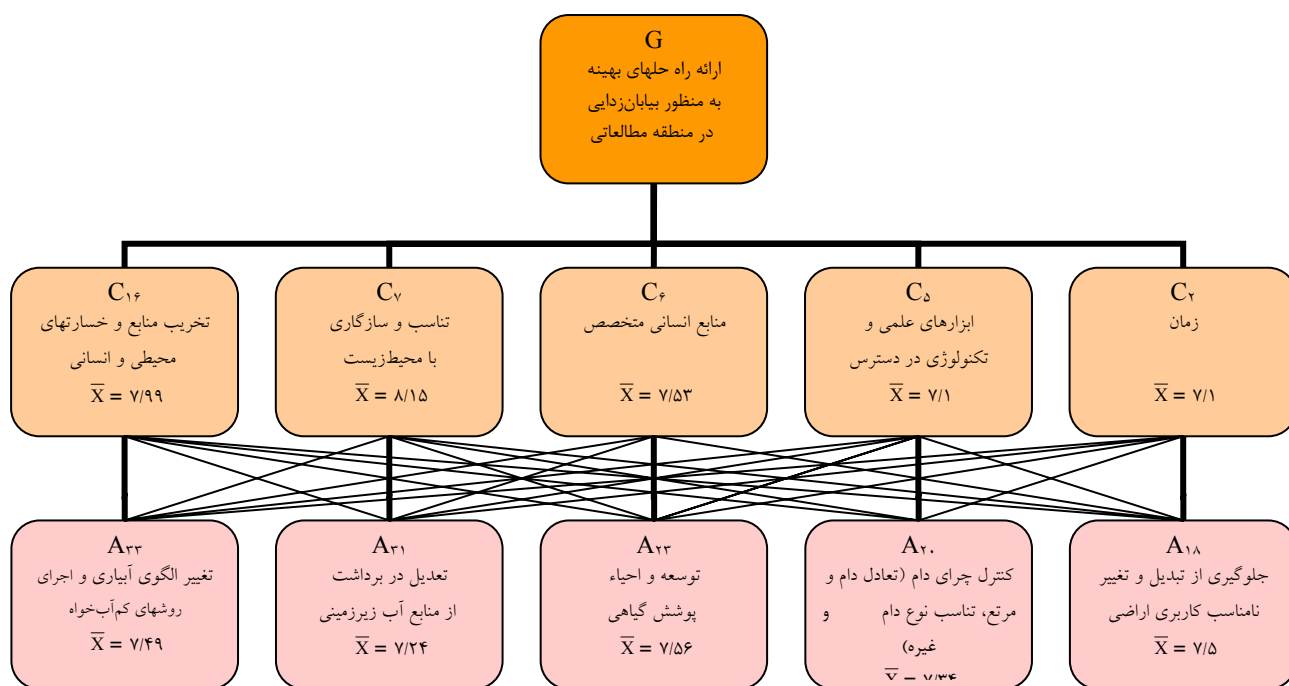 G
ارائه راه حلهای بهینه
به منظور بیابان‌زدایی
در منطقه مطالعاتی
C۲
زمان
X̄ = ۷/۱
C۵
ابزارهای علمی و
تکنولوژی در دسترس
X̄ = ۷/۱
C۶
منابع انسانی متخصص
X̄ = ۷/۵۳
C۷
تناسب و سازگاری
با محیط‌زیست
X̄ = ۸/۱۵
C۱۶
تخریب منابع و خسارتهای
محیطی و انسانی
X̄ = ۷/۹۹
A۱۸
جلوگیری از تبدیل و تغییر
نامناسب کاربری اراضی
X̄ = ۷/۵
A۲۰
کنترل چرای دام (تعادل دام و
مرتع، تناسب نوع دام و
غیره)
X̄ = ۷/۳۴
A۲۳
توسعه و احیاء
پوشش گیاهی
X̄ = ۷/۵۶
A۳۱
تعدیل در برداشت
از منابع آب زیرزمینی
X̄ = ۷/۲۴
A۳۳
تغییر الگوی آبیاری و اجرای
روشهای کم‌آب‌خواه
X̄ = ۷/۴۹